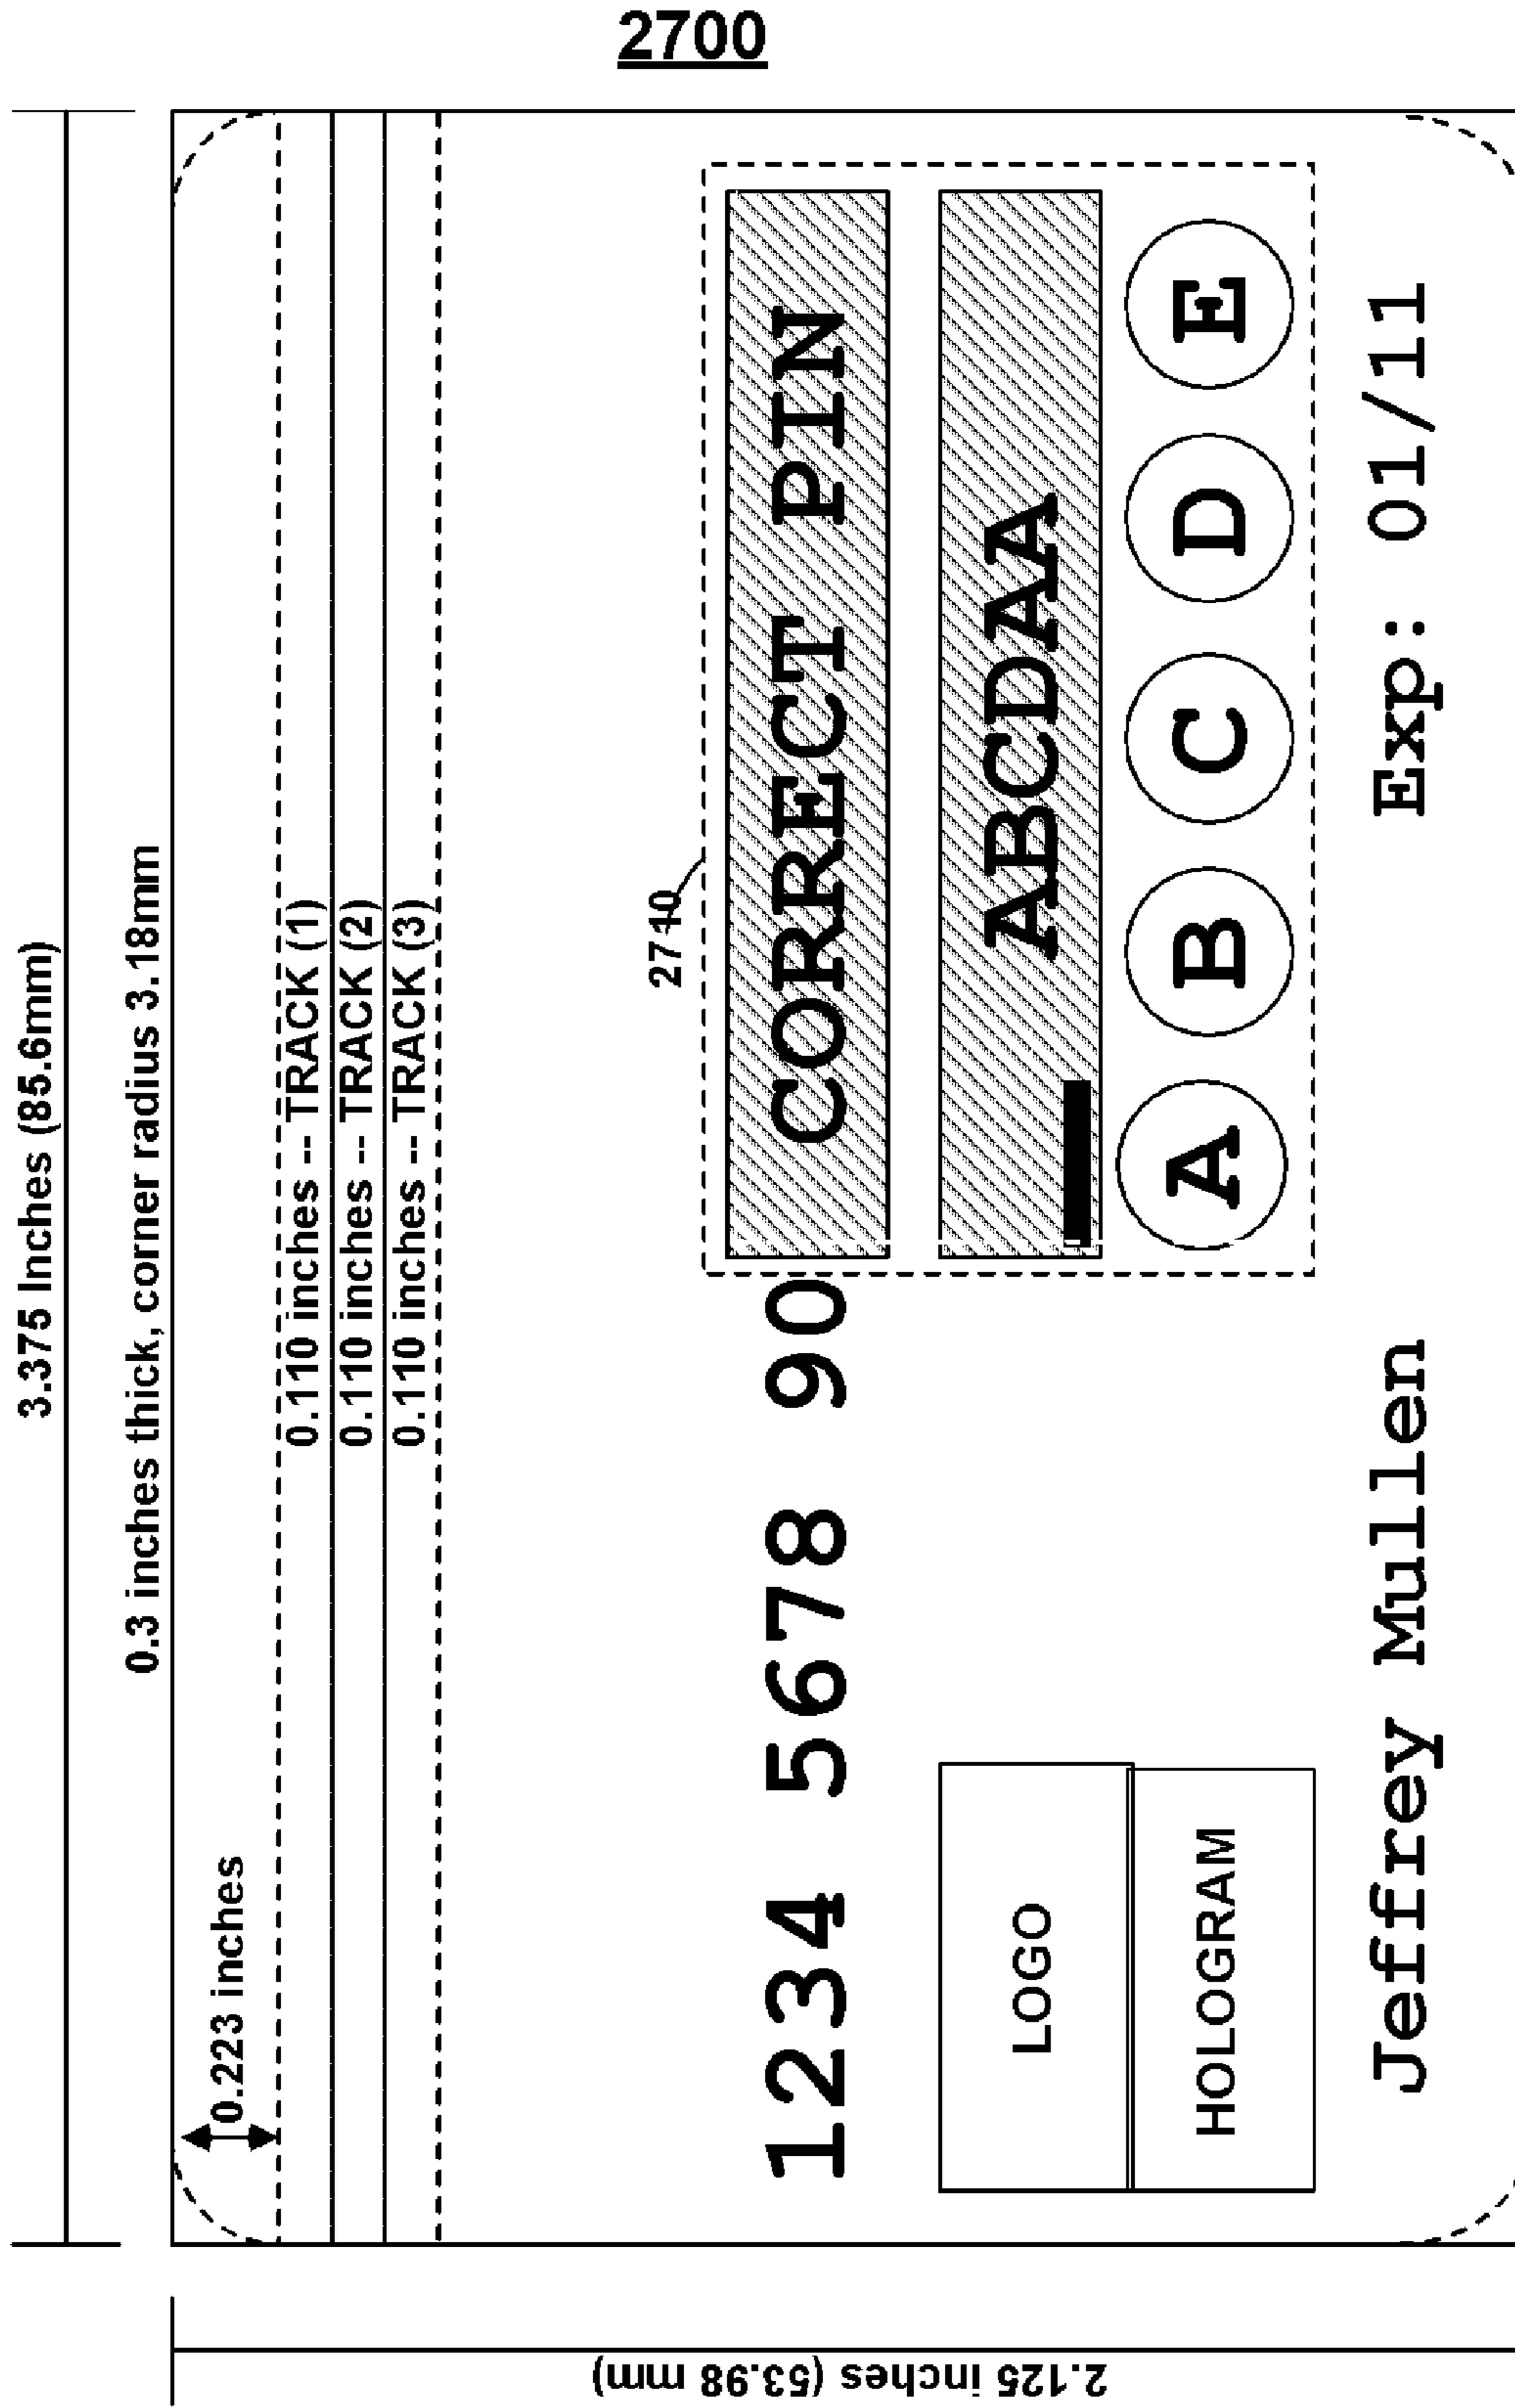 2700
3.375 Inches (85.6mm)
0.3 inches thick, corner radius 3.18mm
0.223 inches
0.110 inches -- TRACK (1)
0.110 inches -- TRACK (2)
0.110 inches -- TRACK (3)
2710
1234 5678 90
CORRECT PIN
ABCDAA
LOGO
HOLOGRAM
A B C D E
Jeffrey Mullen Exp: 01/11
2.125 inches (53.98 mm)